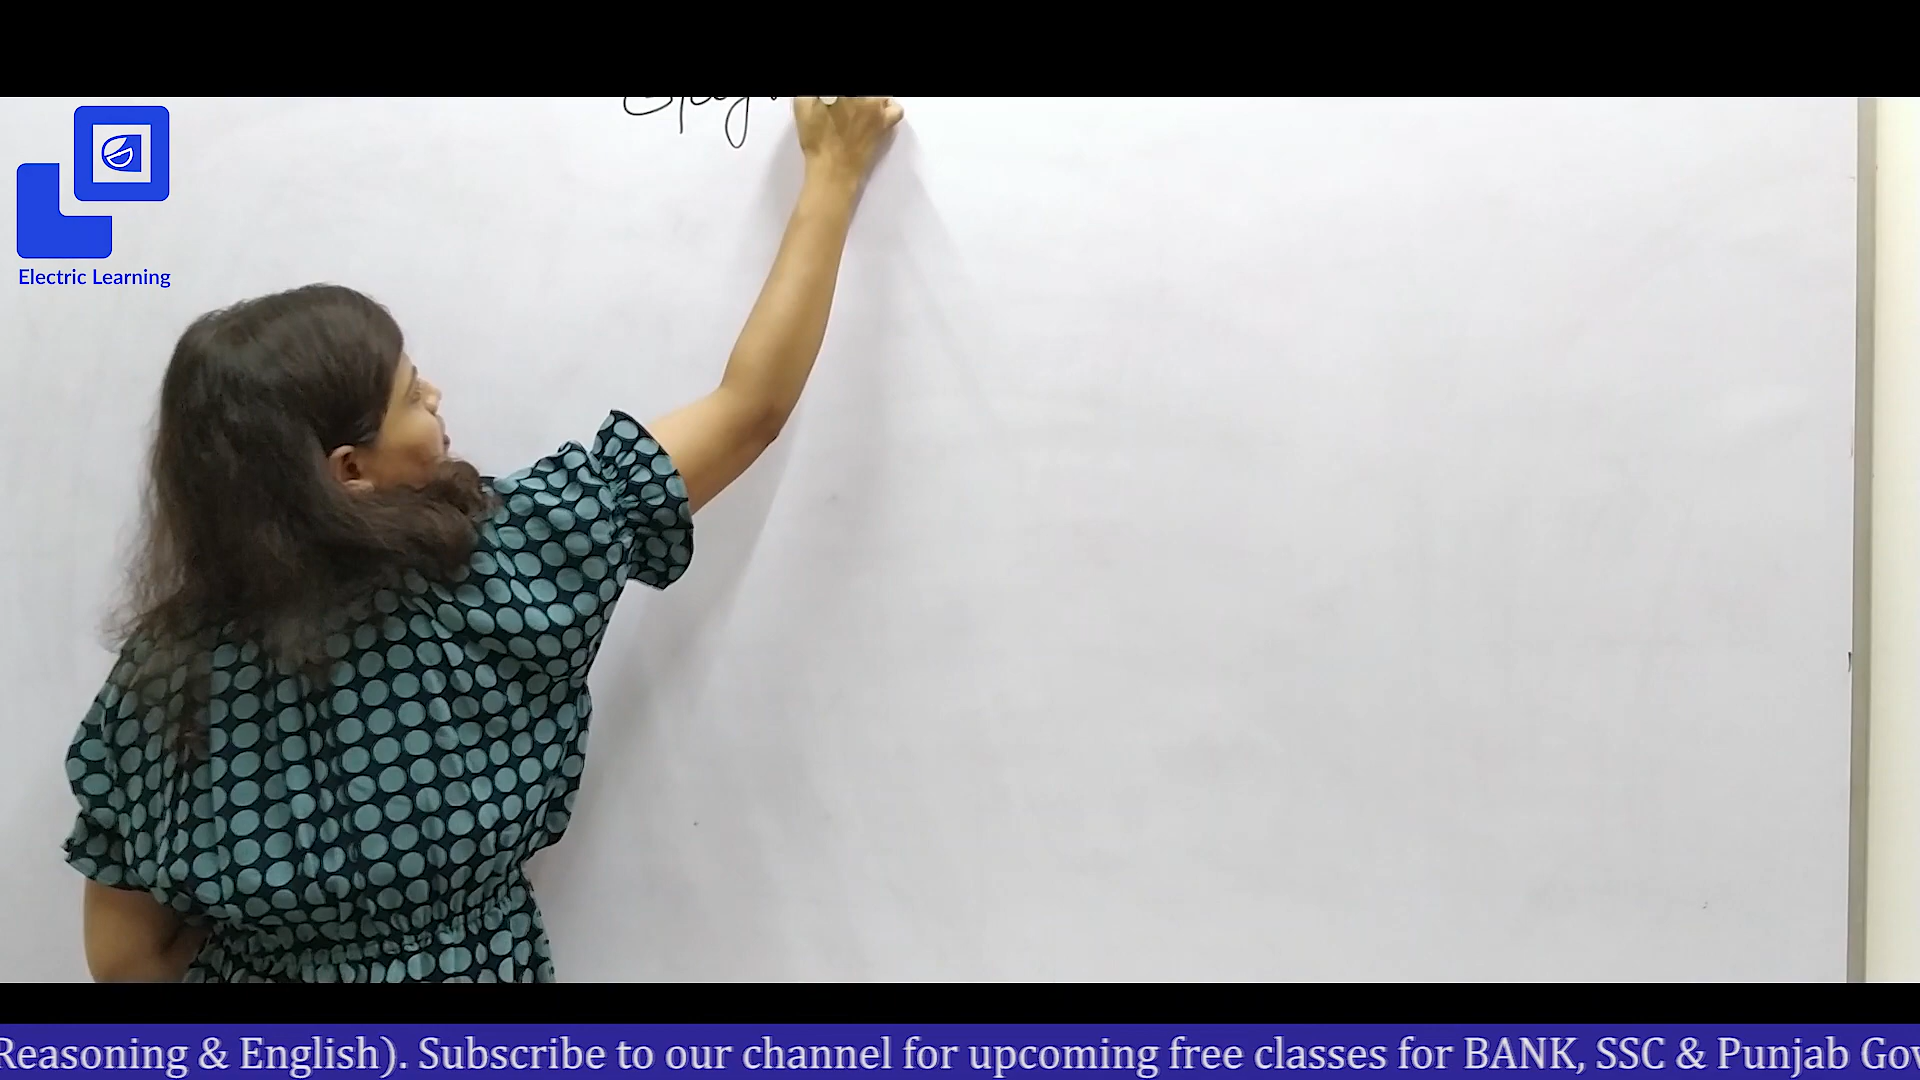 Electric Learning
Reasoning & English). Subscribe to our channel for upcoming free classes for BANK, SSC & Punjab Gov